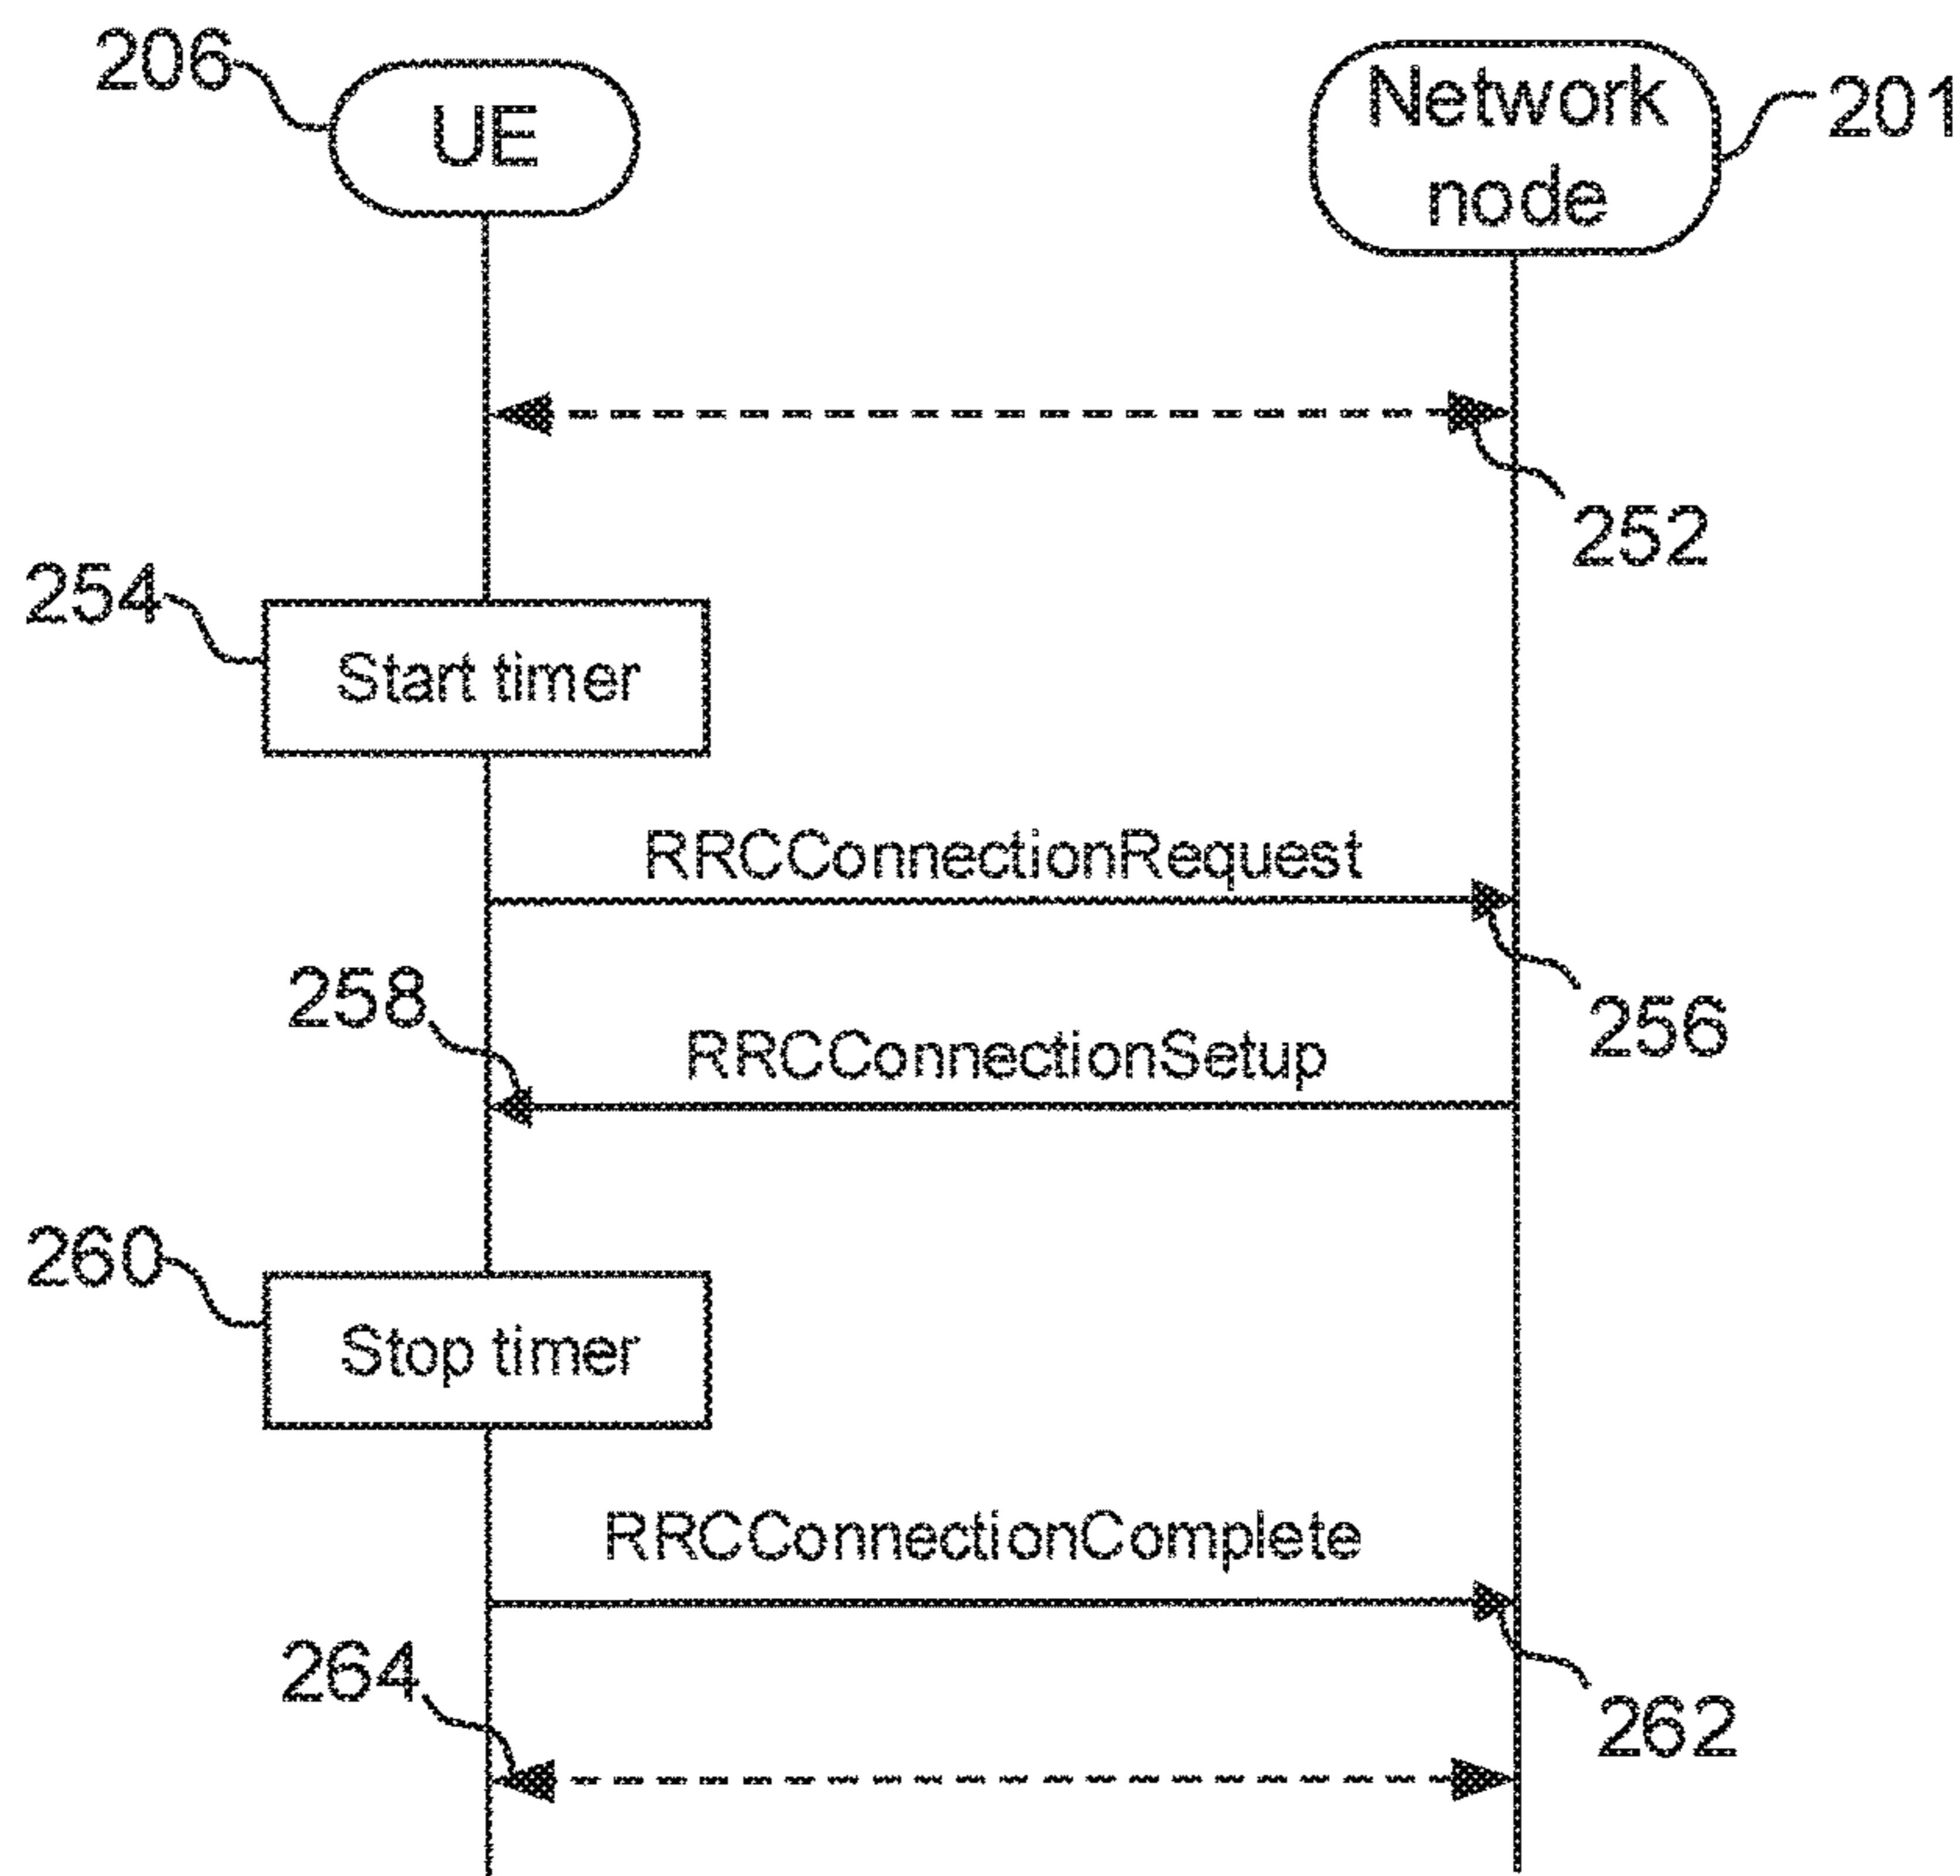 206
UE
Network
node
201
252
254
Start timer
RRCConnectionRequest
256
258
RRCConnectionSetup
260
Stop timer
RRCConnectionComplete
262
264